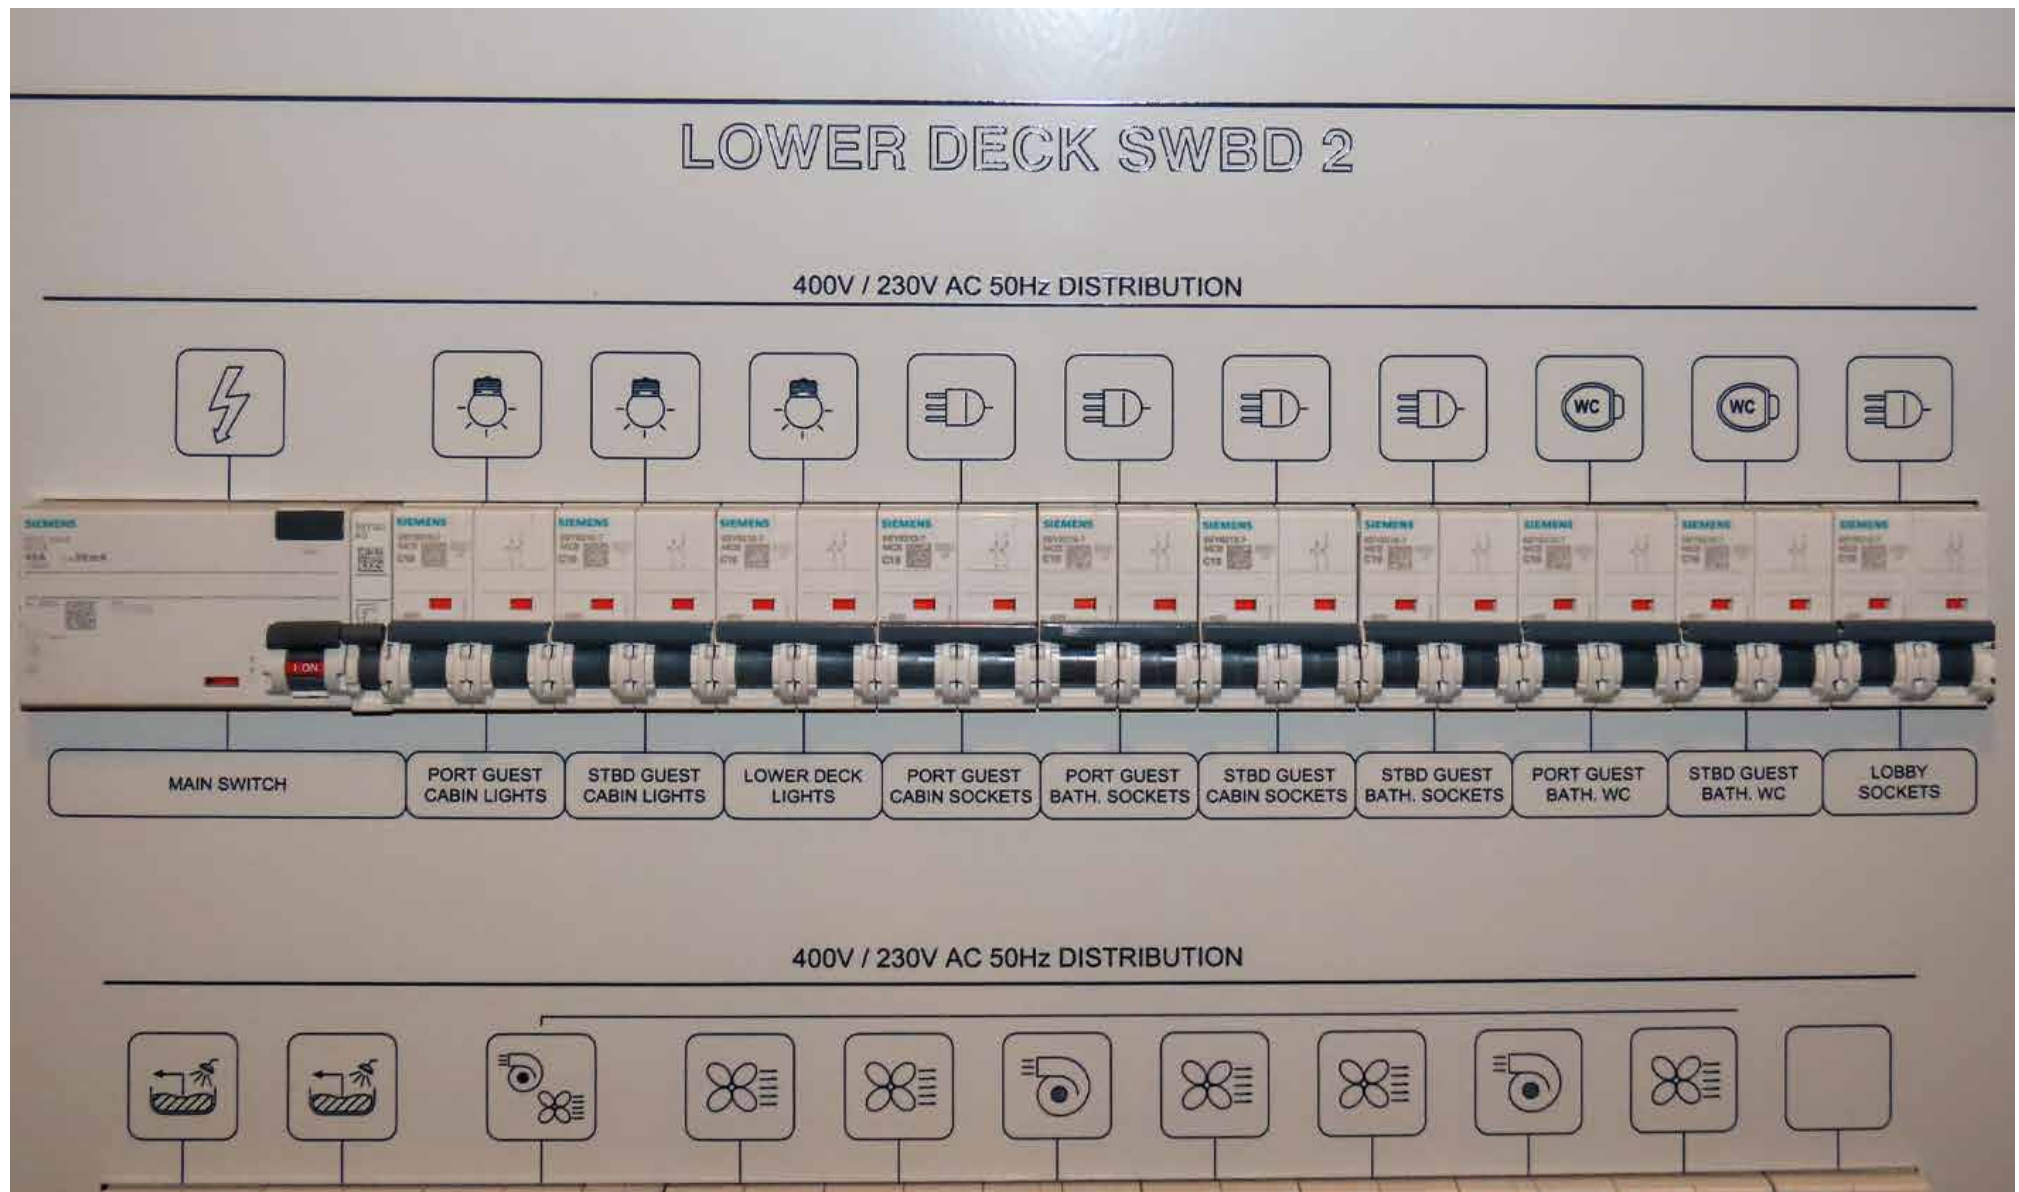 LOWER DECK SWBD 2
400V / 230V AC 50Hz DISTRIBUTION
WC WC
SIEMENS SIEMENS SIEMENS SIEMENS SIEMENS SIEMENS SIEMENS SIEMENS SIEMENS SIEMENS SIEMENS
I ON
MAIN SWITCH
PORT GUEST
CABIN LIGHTS
STBD GUEST
CABIN LIGHTS
LOWER DECK
LIGHTS
PORT GUEST
CABIN SOCKETS
PORT GUEST
BATH. SOCKETS
STBD GUEST
CABIN SOCKETS
STBD GUEST
BATH. SOCKETS
PORT GUEST
BATH. WC
STBD GUEST
BATH. WC
LOBBY
SOCKETS
400V / 230V AC 50Hz DISTRIBUTION